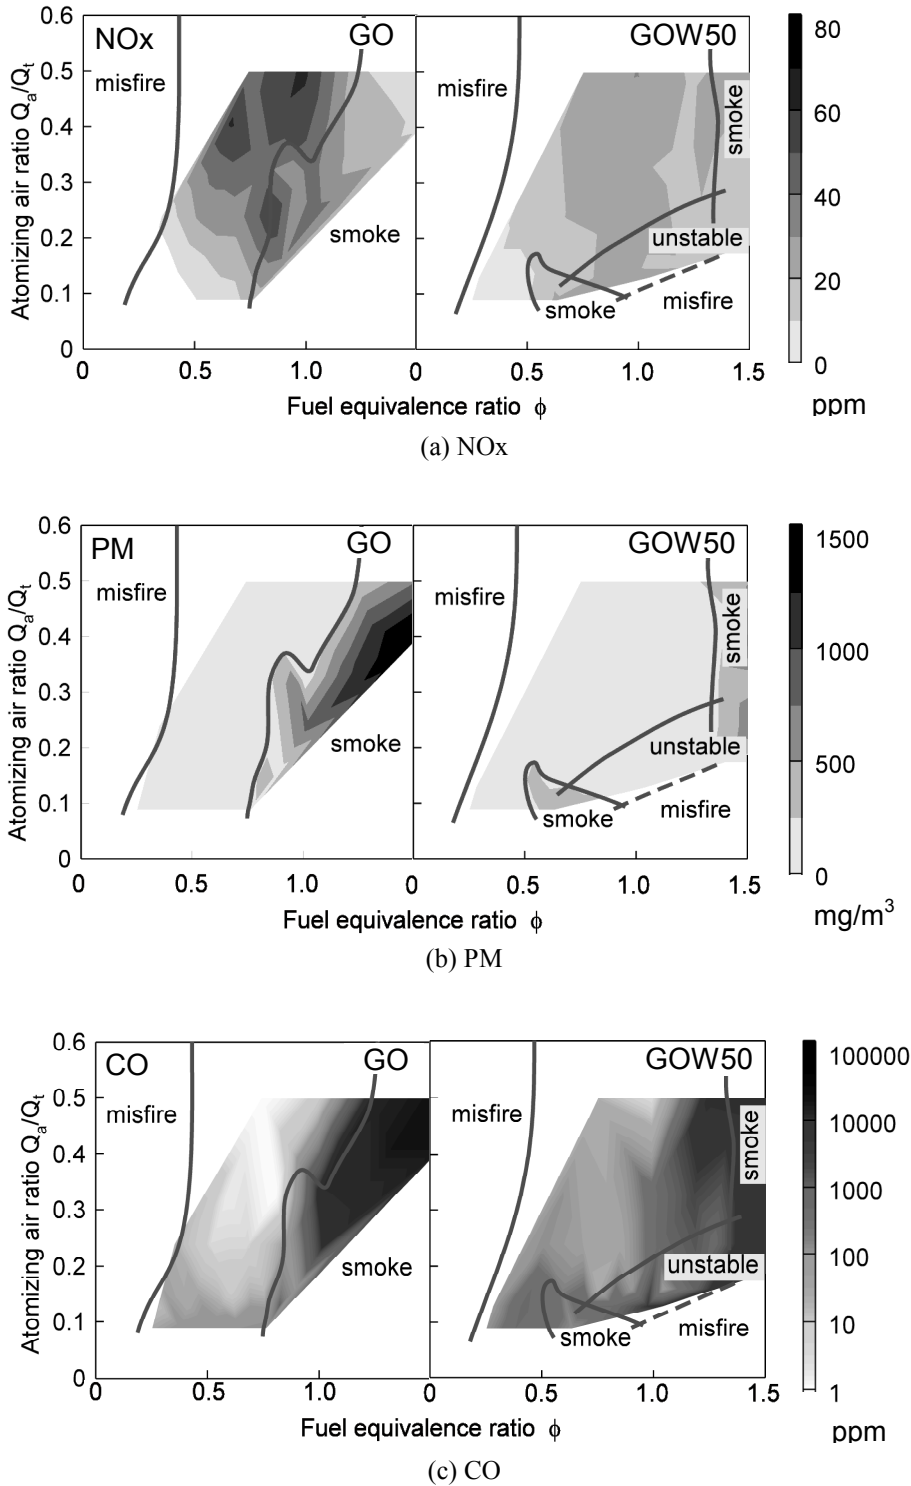 0.6
NOx
GO
GOW50
80
misfire
misfire
0.5
Atomizing air ratio Qa/Qt
smoke
0.4
60
0.3
40
0.2
smoke
unstable
20
0.1
smoke
misfire
0
0
0
0.5
1.0
0
0.5
1.0
1.5
Fuel equivalence ratio ϕ
ppm
(a) NOx
0.6
PM
GO
GOW50
1500
misfire
misfire
0.5
Atomizing air ratio Qa/Qt
smoke
0.4
1000
0.3
0.2
smoke
unstable
500
0.1
smoke
misfire
0
0
0
0.5
1.0
0
0.5
1.0
1.5
Fuel equivalence ratio ϕ
mg/m³
(b) PM
0.6
CO
GO
GOW50
100000
misfire
misfire
0.5
10000
Atomizing air ratio Qa/Qt
smoke
0.4
1000
0.3
0.2
smoke
unstable
100
0.1
smoke
misfire
10
0
1
0
0.5
1.0
0
0.5
1.0
1.5
Fuel equivalence ratio ϕ
ppm
(c) CO